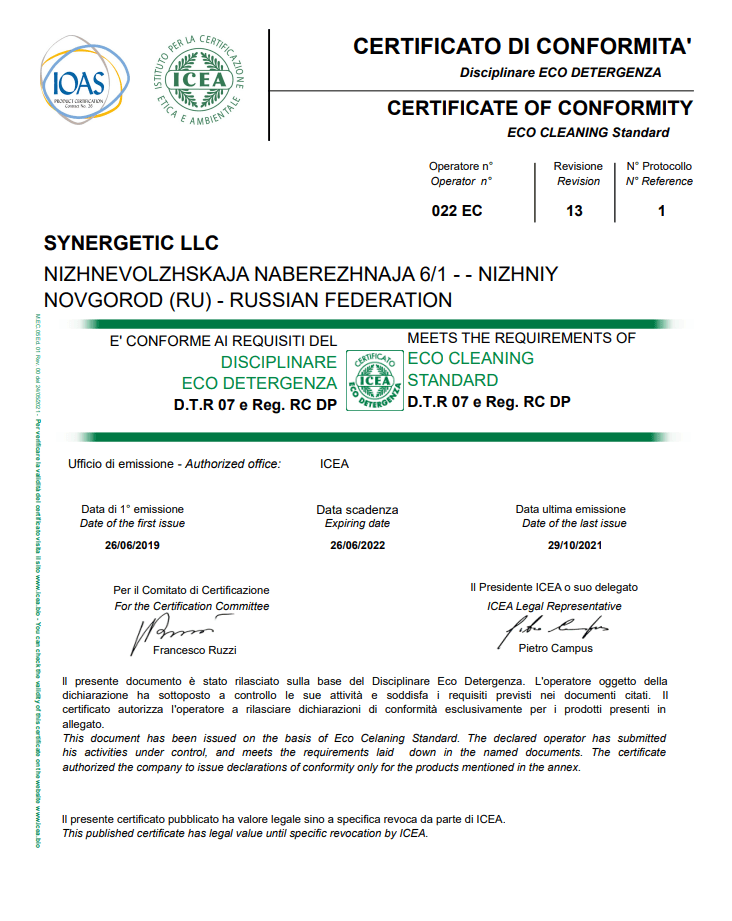 IOAS
PRODUCT CERTIFICATION
ISTITUTO PER LA CERTIFICAZIONE
ICEA
ETICA E AMBIENTALE
CERTIFICATO DI CONFORMITA'
Disciplinare ECO DETERGENZA
CERTIFICATE OF CONFORMITY
ECO CLEANING Standard
Operatore n° Revisione N° Protocollo
Operator n° Revision N° Reference
022 EC 13 1
SYNERGETIC LLC
NIZHNEVOLZHSKAJA NABEREZHNAJA 6/1 - - NIZHNIY
NOVGOROD (RU) - RUSSIAN FEDERATION
E' CONFORME AI REQUISITI DEL
DISCIPLINARE
ECO DETERGENZA
D.T.R 07 e Reg. RC DP
CERTIFICATO
ICEA
ECO DETERGENZA
MEETS THE REQUIREMENTS OF
ECO CLEANING
STANDARD
D.T.R 07 e Reg. RC DP
Ufficio di emissione - Authorized office: ICEA
Data di 1° emissione Data scadenza Data ultima emissione
Date of the first issue Expiring date Date of the last issue
26/06/2019 26/06/2022 29/10/2021
Per il Comitato di Certificazione Il Presidente ICEA o suo delegato
For the Certification Committee ICEA Legal Representative
Francesco Ruzzi Pietro Campus
Il presente documento è stato rilasciato sulla base del Disciplinare Eco Detergenza. L'operatore oggetto della
dichiarazione ha sottoposto a controllo le sue attività e soddisfa i requisiti previsti nei documenti citati. Il
certificato autorizza l'operatore a rilasciare dichiarazioni di conformità esclusivamente per i prodotti presenti in
allegato.
This document has been issued on the basis of Eco Celaning Standard. The declared operator has submitted
his activities under control, and meets the requirements laid down in the named documents. The certificate
authorized the company to issue declarations of conformity only for the products mentioned in the annex.
Il presente certificato pubblicato ha valore legale sino a specifica revoca da parte di ICEA.
This published certificate has legal value until specific revocation by ICEA.
Per verificare la validità del certificato visita il sito www.icea.bio - You can check the validity of this certificate on the website www.icea.bio